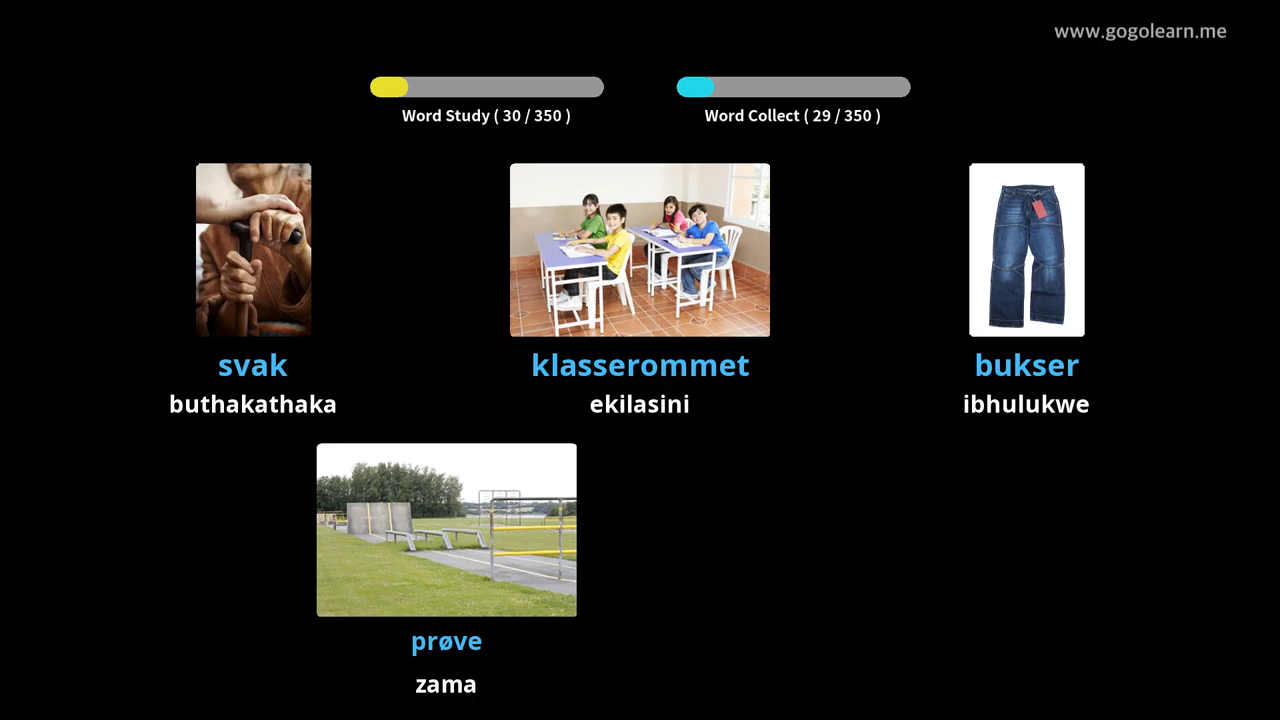 www.gogolearn.me
Word Study ( 30 / 350 )
Word Collect ( 29 / 350 )
svak
buthakathaka
klasserommet
ekilasini
bukser
ibhulukwe
prøve
zama